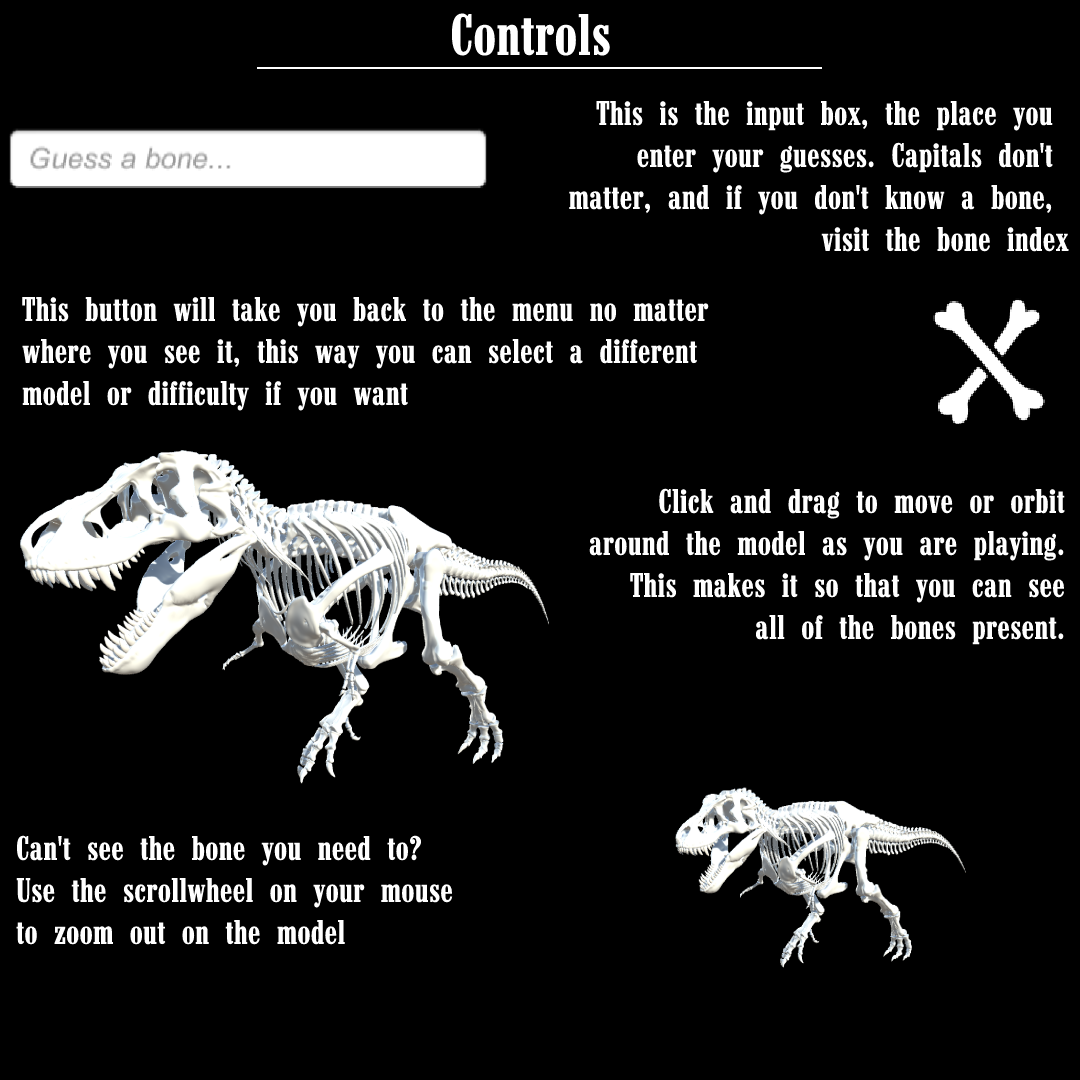 Controls
Guess a bone...
This is the input box, the place you
enter your guesses. Capitals don't
matter, and if you don't know a bone,
visit the bone index
This button will take you back to the menu no matter
where you see it, this way you can select a different
model or difficulty if you want
Click and drag to move or orbit
around the model as you are playing.
This makes it so that you can see
all of the bones present.
Can't see the bone you need to?
Use the scrollwheel on your mouse
to zoom out on the model